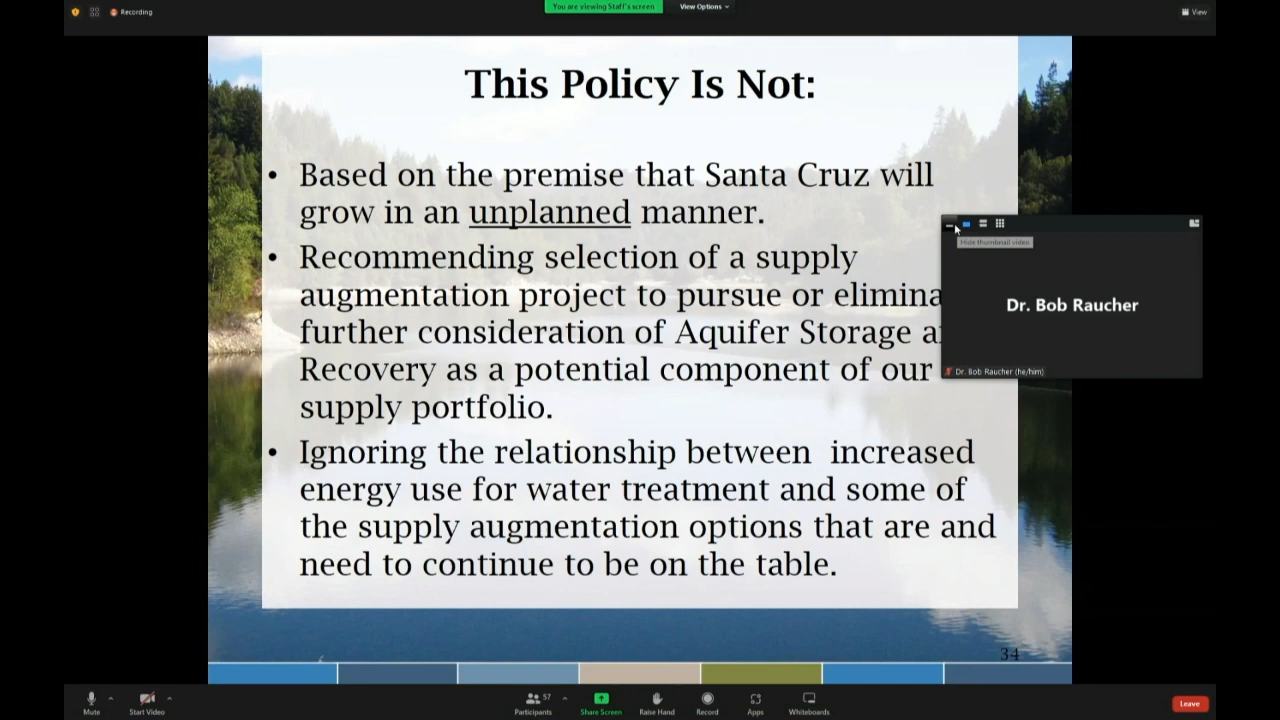 Recording
You are viewing Staff's screen
View Options
View
This Policy Is Not:
• Based on the premise that Santa Cruz will
grow in an unplanned manner.
• Recommending selection of a supply
augmentation project to pursue or elimina
further consideration of Aquifer Storage a
Recovery as a potential component of our
supply portfolio.
• Ignoring the relationship between increased
energy use for water treatment and some of
the supply augmentation options that are and
need to continue to be on the table.
34
Hide thumbnail video
Dr. Bob Raucher
Dr. Bob Raucher (he/him)
Mute
Start Video
57
Participants
Share Screen
Raise Hand
Record
Apps
Whiteboards
Leave